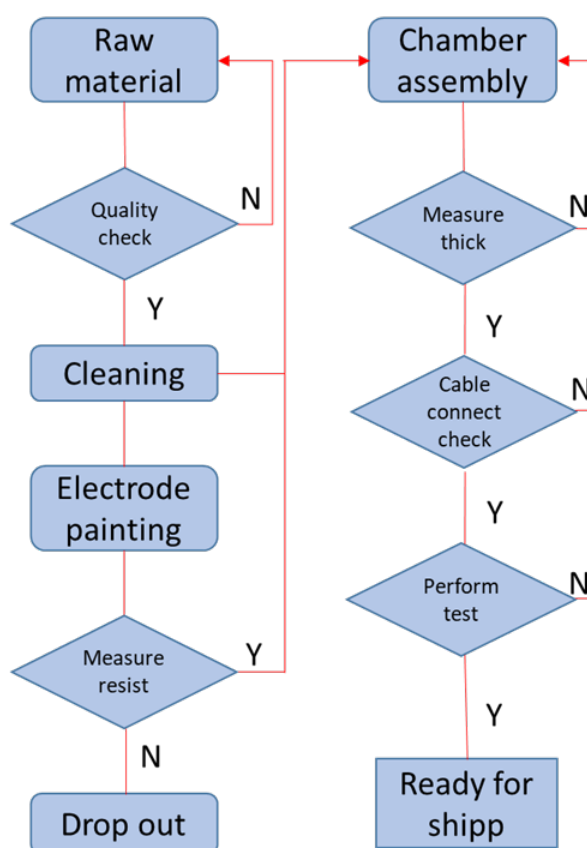 Raw
material
Quality
check
N
Y
Cleaning
Electrode
painting
Measure
resist
Y
N
Drop out
Chamber
assembly
Measure
thick
N
Y
Cable
connect
check
N
Y
Perform
test
N
Y
Ready for
shipp